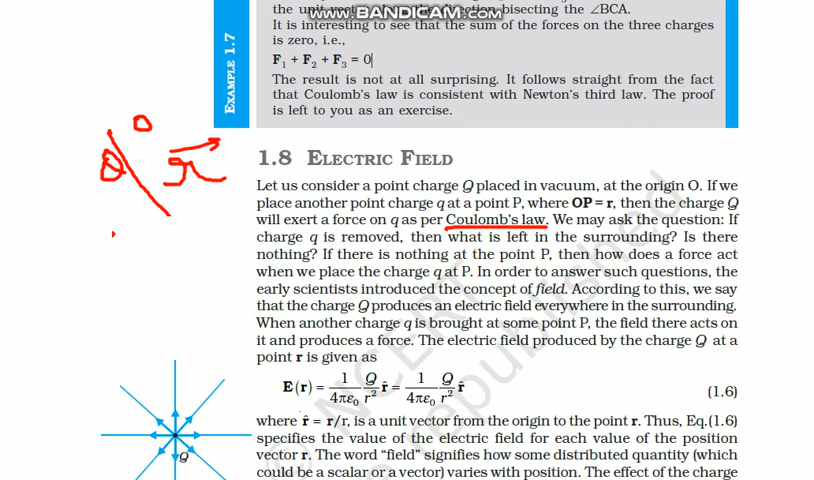 the unit vector along the direction bisecting the ∠BCA.
www.BANDICAM.com
It is interesting to see that the sum of the forces on the three charges
is zero, i.e.,
F₁ + F₂ + F₃ = 0
The result is not at all surprising. It follows straight from the fact
that Coulomb's law is consistent with Newton's third law. The proof
is left to you as an exercise.
EXAMPLE 1.7
1.8 ELECTRIC FIELD
Let us consider a point charge Q placed in vacuum, at the origin O. If we
place another point charge q at a point P, where OP = r, then the charge Q
will exert a force on q as per Coulomb's law. We may ask the question: If
charge q is removed, then what is left in the surrounding? Is there
nothing? If there is nothing at the point P, then how does a force act
when we place the charge q at P. In order to answer such questions, the
early scientists introduced the concept of field. According to this, we say
that the charge Q produces an electric field everywhere in the surrounding.
When another charge q is brought at some point P, the field there acts on
it and produces a force. The electric field produced by the charge Q at a
point r is given as
E (r) = 1/4πε₀ Q/r² r̂ = 1/4πε₀ Q/r² r̂ (1.6)
where r̂ = r/r, is a unit vector from the origin to the point r. Thus, Eq.(1.6)
specifies the value of the electric field for each value of the position
vector r. The word "field" signifies how some distributed quantity (which
could be a scalar or a vector) varies with position. The effect of the charge
Q
© NCERT
republished